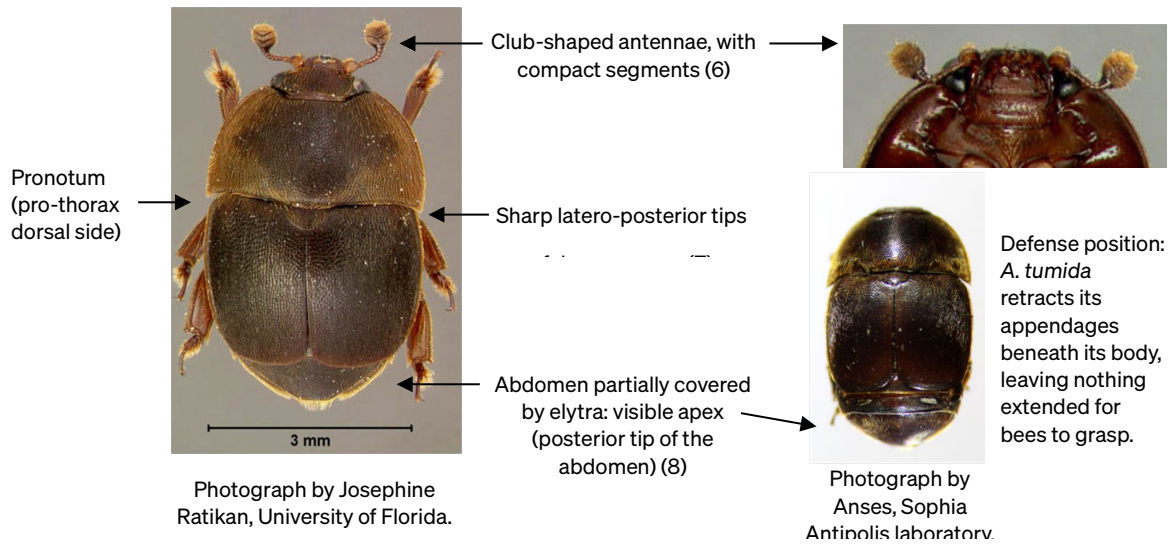 Club-shaped antennae, with
compact segments (6)
Pronotum
(pro-thorax
dorsal side)
Sharp latero-posterior tips
Defense position:
A. tumida
retracts its
appendages
beneath its body,
leaving nothing
extended for
bees to grasp.
Abdomen partially covered
by elytra: visible apex
(posterior tip of the
abdomen) (8)
3 mm
Photograph by Josephine
Ratikan, University of Florida.
Photograph by
Anses, Sophia
Antipolis laboratory.